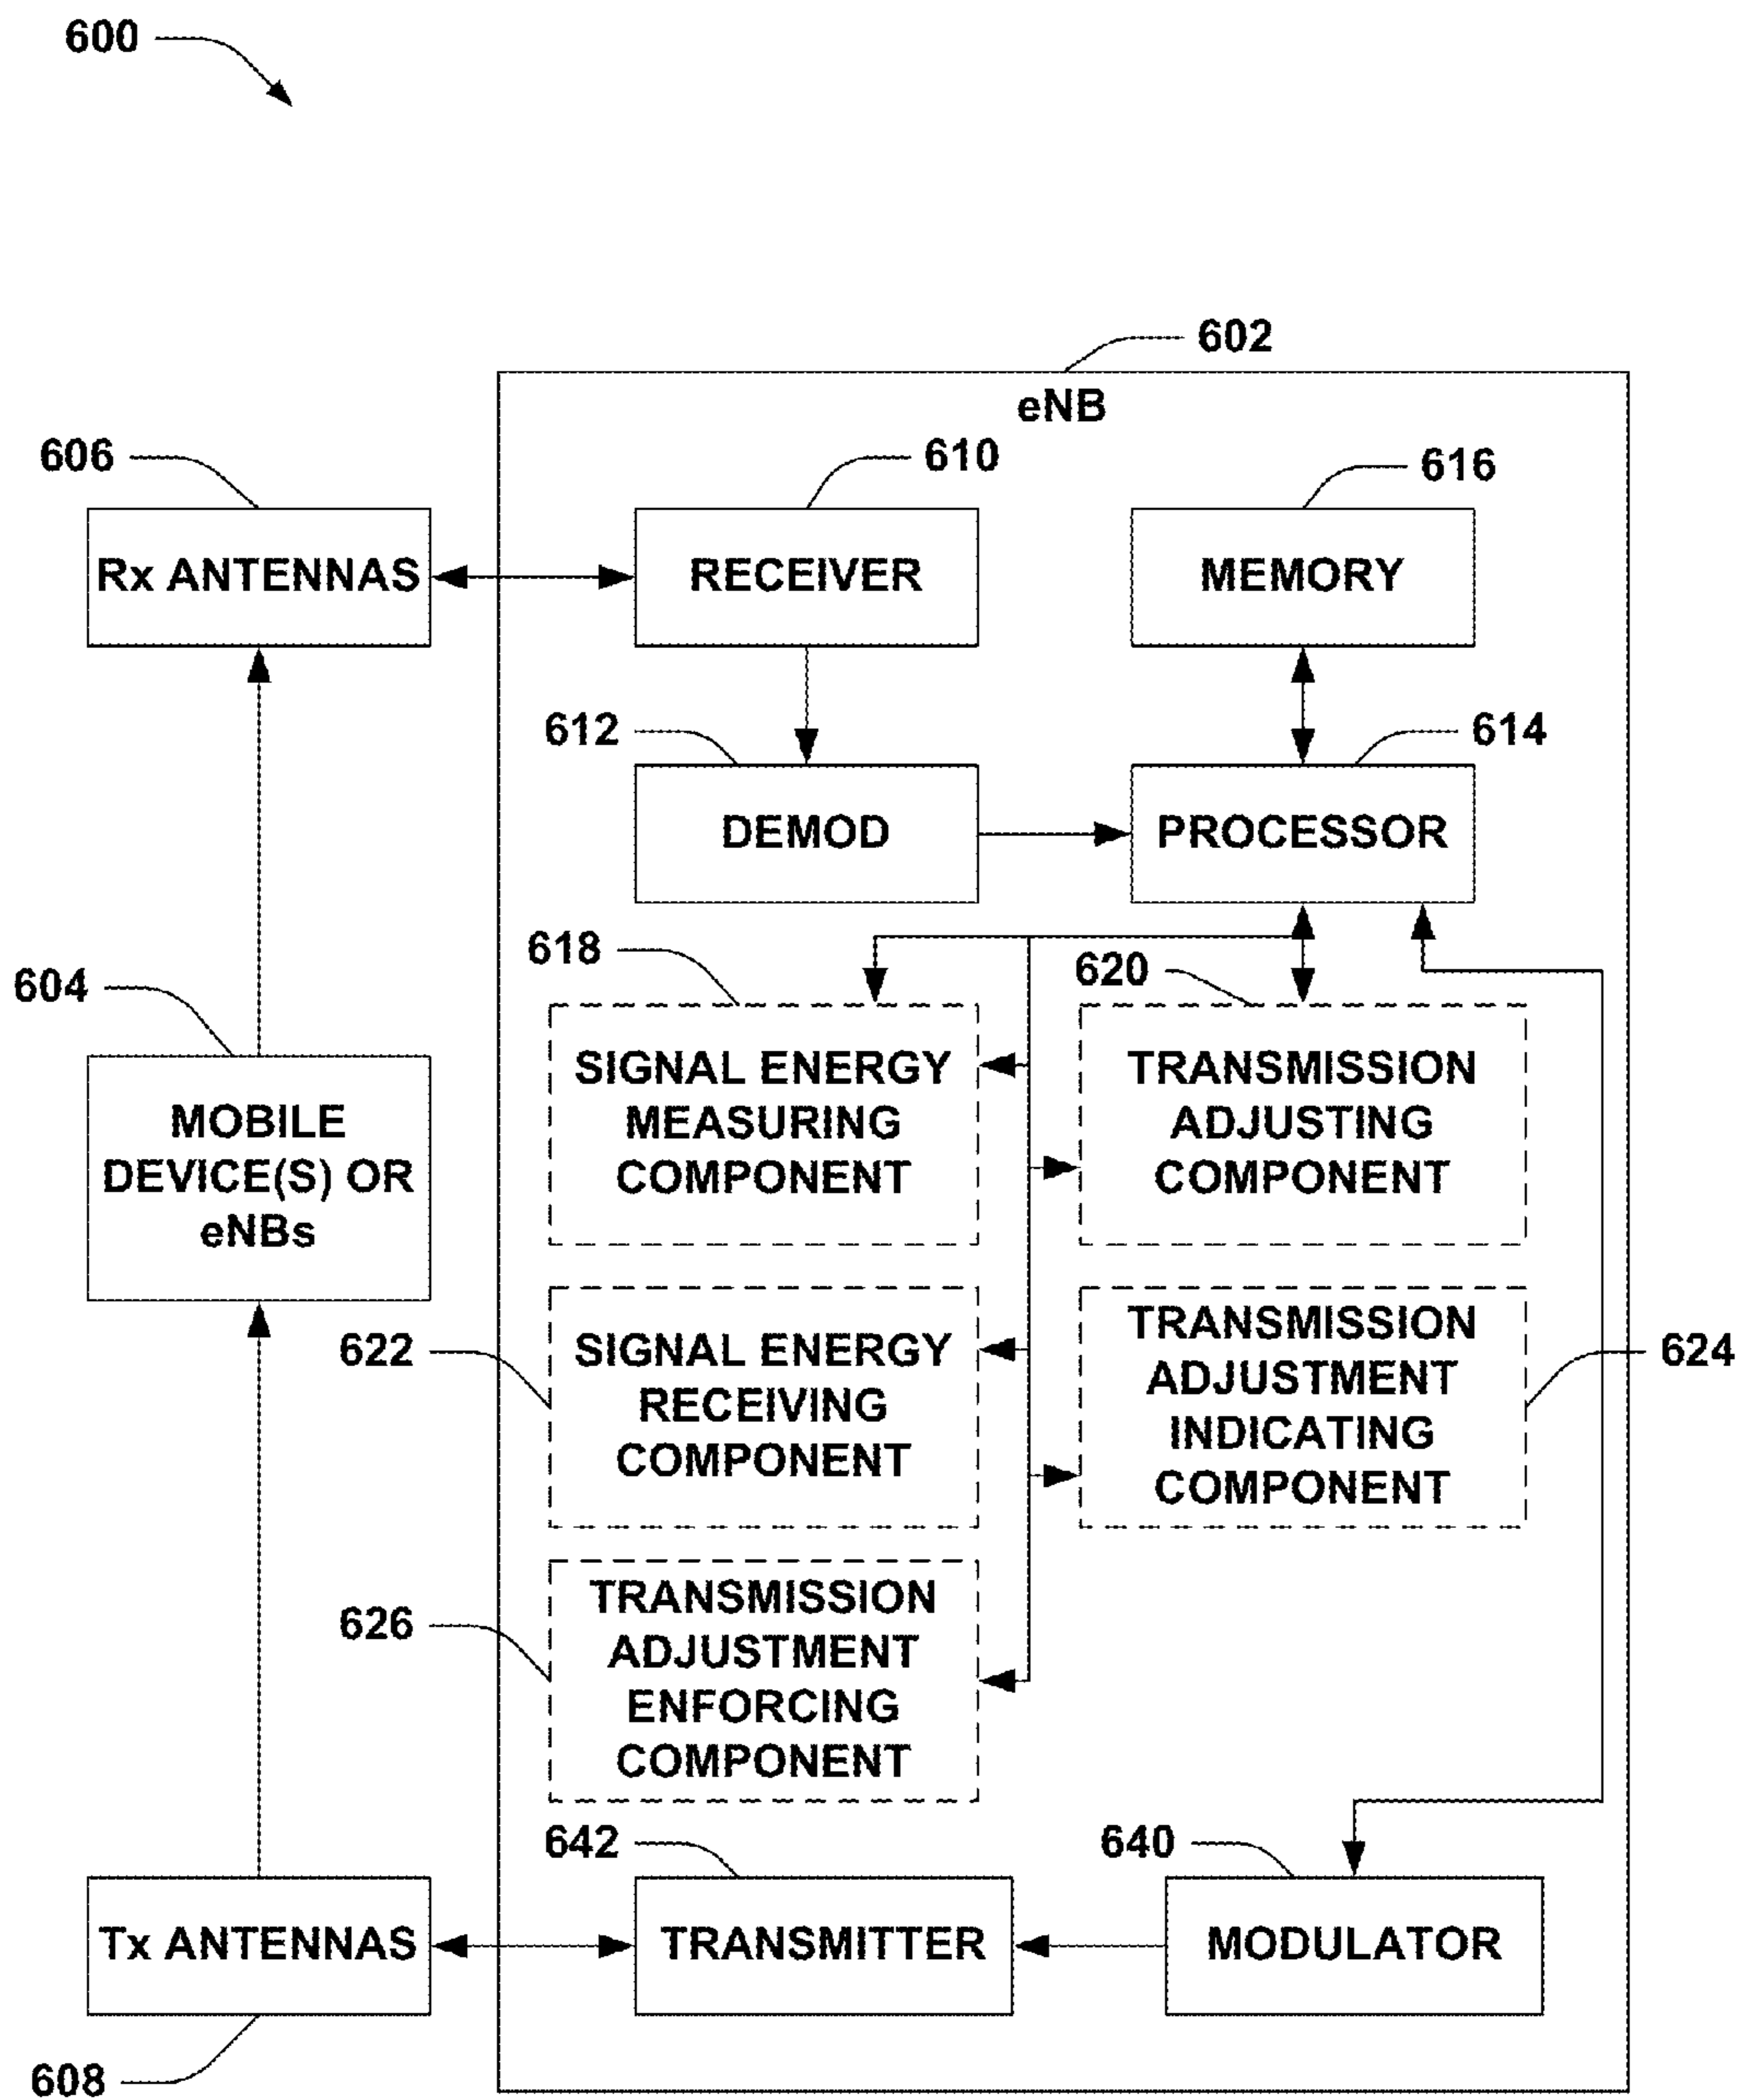 600
602
eNB
606
610
616
Rx ANTENNAS
RECEIVER
MEMORY
612
614
DEMOD
PROCESSOR
618
620
604
SIGNAL ENERGY
MEASURING
COMPONENT
TRANSMISSION
ADJUSTING
COMPONENT
MOBILE
DEVICE(S) OR
eNBs
622
SIGNAL ENERGY
RECEIVING
COMPONENT
TRANSMISSION
ADJUSTMENT
INDICATING
COMPONENT
624
626
TRANSMISSION
ADJUSTMENT
ENFORCING
COMPONENT
642
640
Tx ANTENNAS
TRANSMITTER
MODULATOR
608